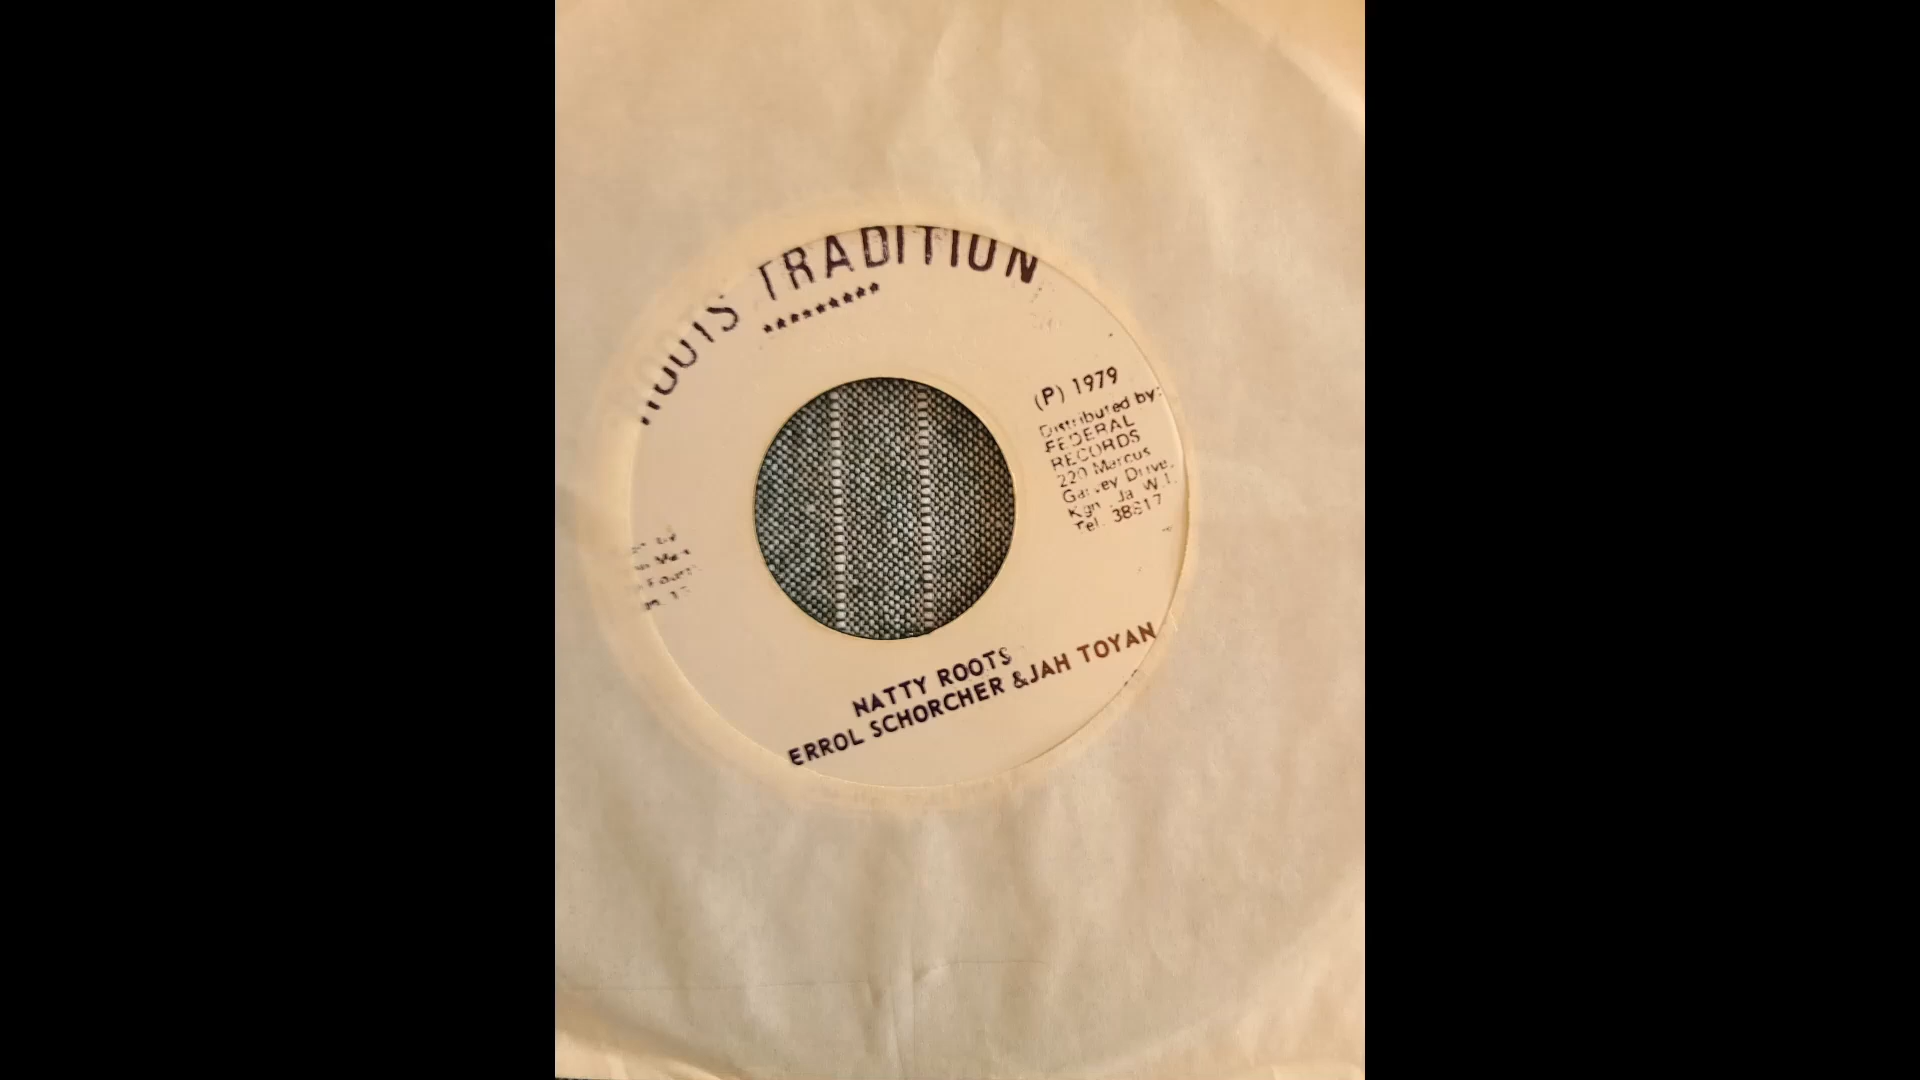 ROOTS TRADITION
*********
(P) 1979
Distributed by:
FEDERAL
RECORDS
220 Marcus
Garvey Drive,
Kgn. Ja W.I.
Tel.
NATTY ROOTS
ERROL SCHORCHER &JAH TOYAN